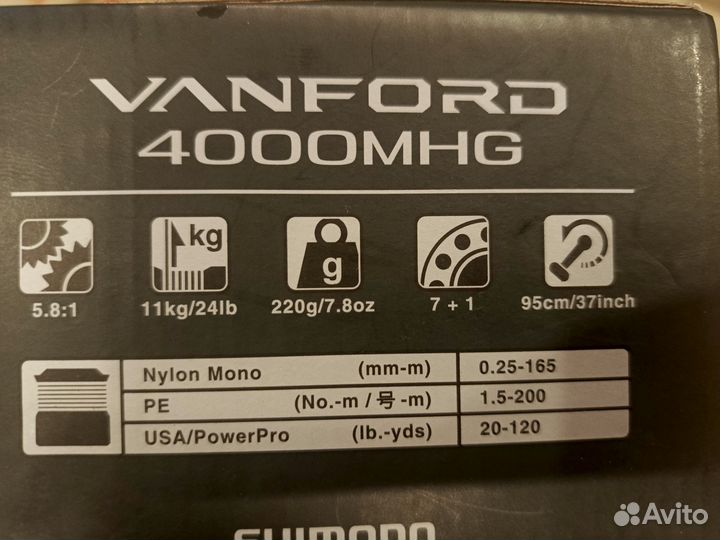 VANFORD
4000MHG
kg
g
5.8:1 11kg/24lb 220g/7.8oz 7 + 1 95cm/37inch
Nylon Mono (mm-m) 0.25-165
PE (No.-m / 号 -m) 1.5-200
USA/PowerPro (lb.-yds) 20-120
SHIMANO
Avito